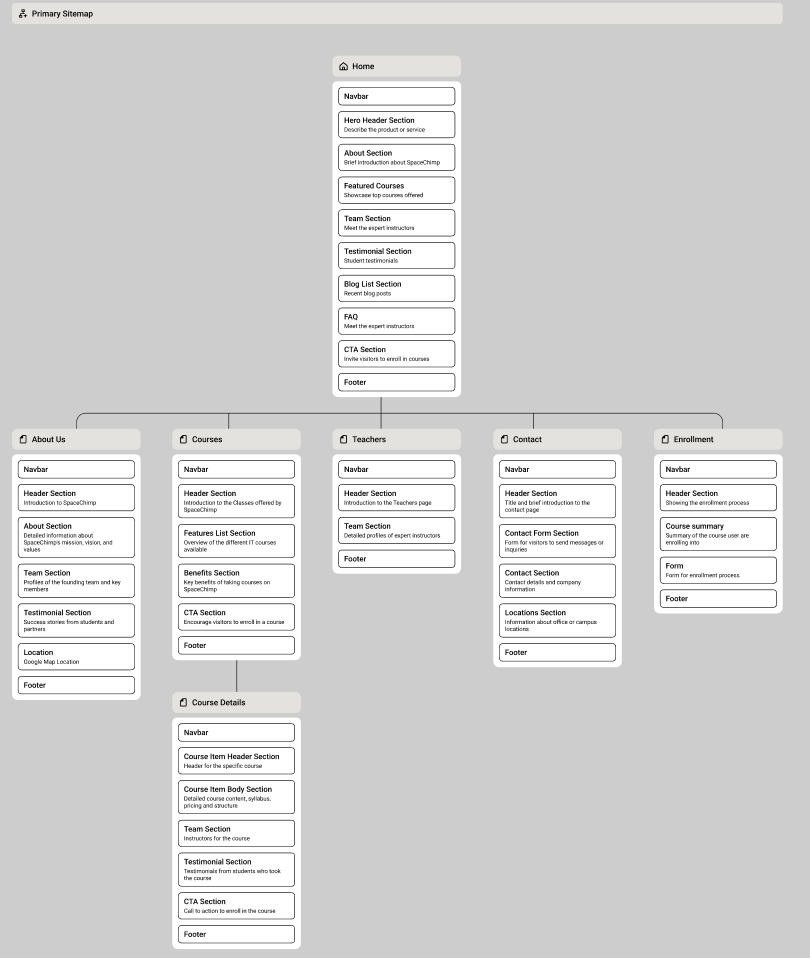 Primary Sitemap
Home
Navbar
Hero Header Section
Describe the product or service
About Section
Brief introduction about SpaceChimp
Featured Courses
Showcase top courses offered
Team Section
Meet the expert instructors
Testimonial Section
Student testimonials
Blog List Section
Recent blog posts
FAQ
Meet the expert instructors
CTA Section
Invite visitors to enroll in courses
Footer
About Us
Navbar
Header Section
Introduction to SpaceChimp
About Section
Detailed information about
SpaceChimp's mission, vision, and
values
Team Section
Profiles of the founding team and key
members
Testimonial Section
Success stories from students and
partners
Location
Google Map Location
Footer
Courses
Navbar
Header Section
Introduction to the Classes offered by
SpaceChimp
Features List Section
Overview of the different IT courses
available
Benefits Section
Key benefits of taking courses on
SpaceChimp
CTA Section
Encourage visitors to enroll in a course
Footer
Course Details
Navbar
Course Item Header Section
Header for the specific course
Course Item Body Section
Detailed course content, syllabus,
pricing and structure
Team Section
Instructors for the course
Testimonial Section
Testimonials from students who took
the course
CTA Section
Call to action to enroll in the course
Footer
Teachers
Navbar
Header Section
Introduction to the Teachers page
Team Section
Detailed profiles of expert instructors
Footer
Contact
Navbar
Header Section
Title and brief introduction to the
contact page
Contact Form Section
Form for visitors to send messages or
inquiries
Contact Section
Contact details and company
information
Locations Section
Information about office or campus
locations
Footer
Enrollment
Navbar
Header Section
Showing the enrollment process
Course summary
Summary of the course user are
enrolling into
Form
Form for enrollment process
Footer